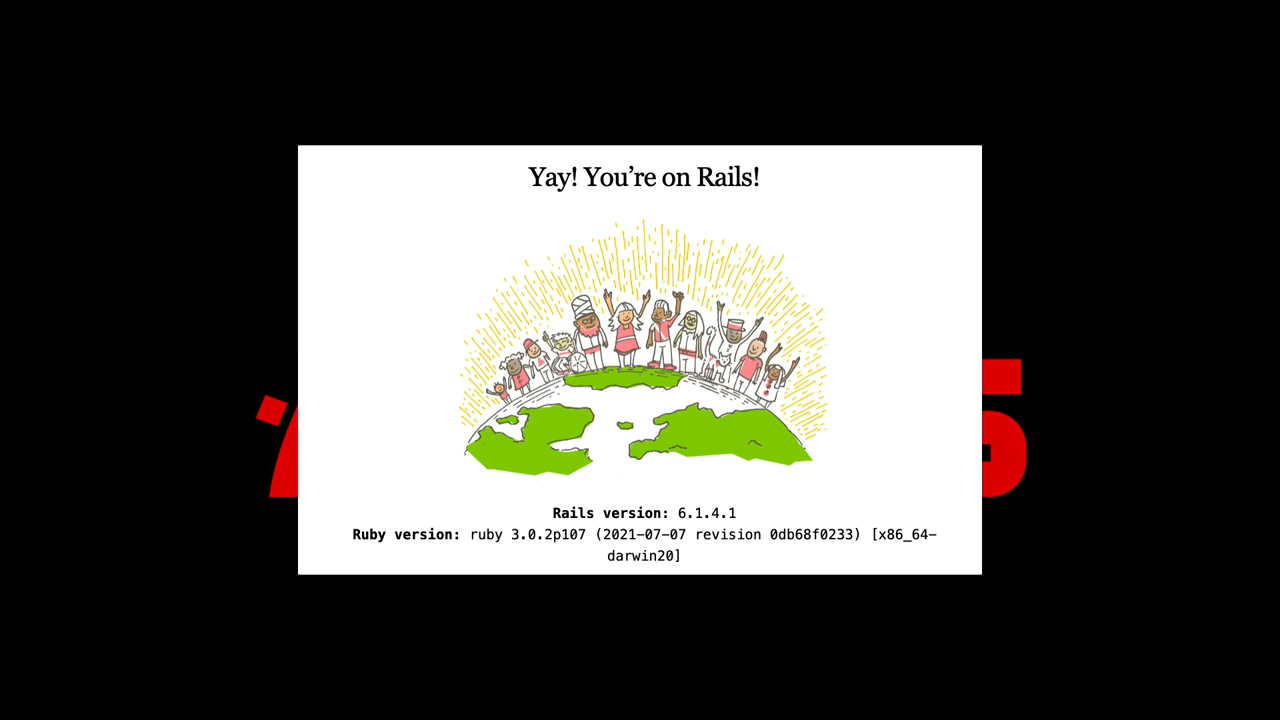 Yay! You’re on Rails!
Rails version: 6.1.4.1
Ruby version: ruby 3.0.2p107 (2021-07-07 revision 0db68f0233) [x86_64-
darwin20]